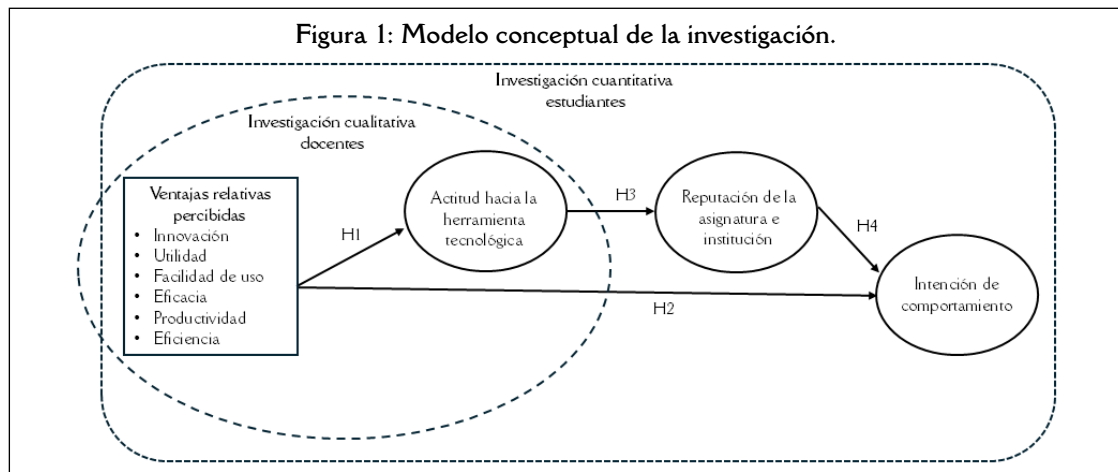 Figura 1: Modelo conceptual de la investigación.
Investigación cuantitativa
estudiantes
Investigación cualitativa
docentes
Ventajas relativas
percibidas
• Innovación
• Utilidad
• Facilidad de uso
• Eficacia
• Productividad
• Eficiencia
H1
Actitud hacia la
herramienta
tecnológica
H3
Reputación de la
asignatura e
institución
H4
H2
Intención de
comportamiento